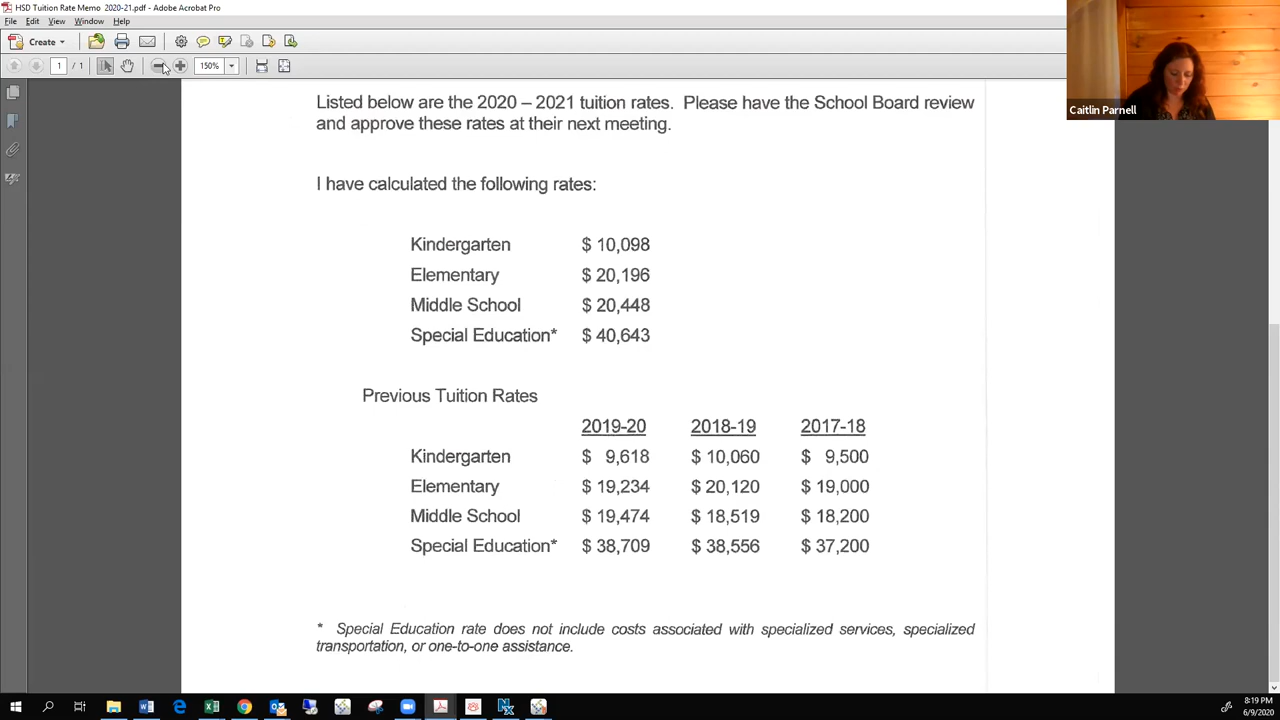 HSD Tuition Rate Memo 2020-21.pdf - Adobe Acrobat Pro
File Edit View Window Help
Create
1 / 1 150%
Caitlin Parnell
Listed below are the 2020 – 2021 tuition rates. Please have the School Board review
and approve these rates at their next meeting.
I have calculated the following rates:
Kindergarten $ 10,098
Elementary $ 20,196
Middle School $ 20,448
Special Education* $ 40,643
Previous Tuition Rates
2019-20 2018-19 2017-18
Kindergarten $ 9,618 $ 10,060 $ 9,500
Elementary $ 19,234 $ 20,120 $ 19,000
Middle School $ 19,474 $ 18,519 $ 18,200
Special Education* $ 38,709 $ 38,556 $ 37,200
* Special Education rate does not include costs associated with specialized services, specialized
transportation, or one-to-one assistance.
8:19 PM
6/9/2020